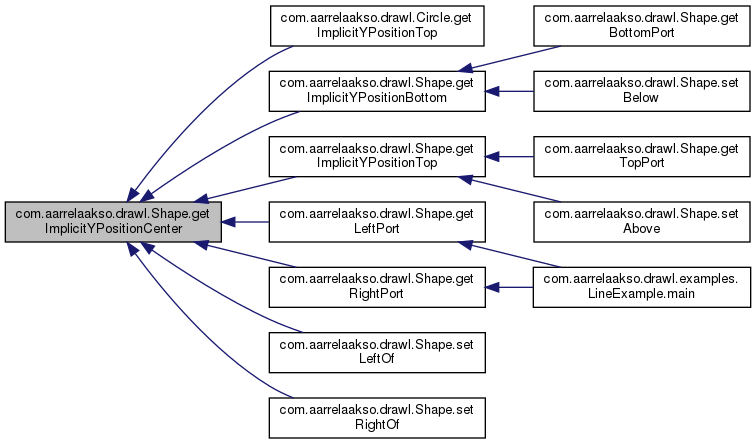 com.aarrelaakso.drawl.Shape.get
ImplicitYPositionCenter
com.aarrelaakso.drawl.Circle.get
ImplicitYPositionTop
com.aarrelaakso.drawl.Shape.get
ImplicitYPositionBottom
com.aarrelaakso.drawl.Shape.get
ImplicitYPositionTop
com.aarrelaakso.drawl.Shape.get
LeftPort
com.aarrelaakso.drawl.Shape.get
RightPort
com.aarrelaakso.drawl.Shape.set
LeftOf
com.aarrelaakso.drawl.Shape.set
RightOf
com.aarrelaakso.drawl.Shape.get
BottomPort
com.aarrelaakso.drawl.Shape.set
Below
com.aarrelaakso.drawl.Shape.get
TopPort
com.aarrelaakso.drawl.Shape.set
Above
com.aarrelaakso.drawl.examples.
LineExample.main